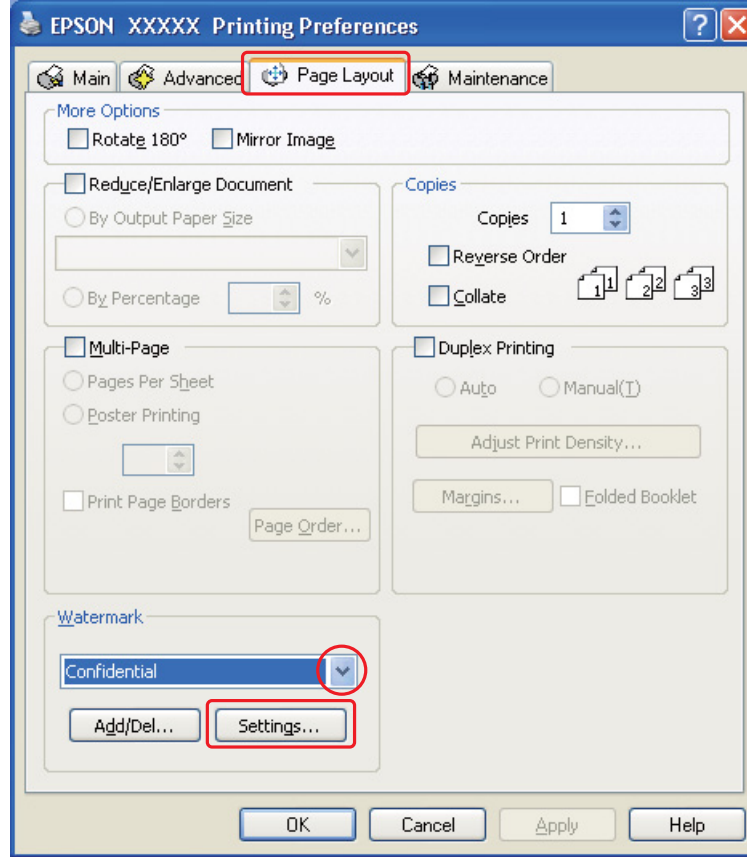 EPSON XXXXX Printing Preferences
Main Advanced Page Layout Maintenance
More Options
Rotate 180° Mirror Image
Reduce/Enlarge Document
By Output Paper Size
By Percentage %
Copies
Copies 1
Reverse Order
Collate
1 1 2 2 3 3
Multi-Page
Pages Per Sheet
Poster Printing
Print Page Borders
Page Order...
Duplex Printing
Auto Manual(T)
Adjust Print Density...
Margins... Folded Booklet
Watermark
Confidential
Add/Del... Settings...
OK Cancel Apply Help